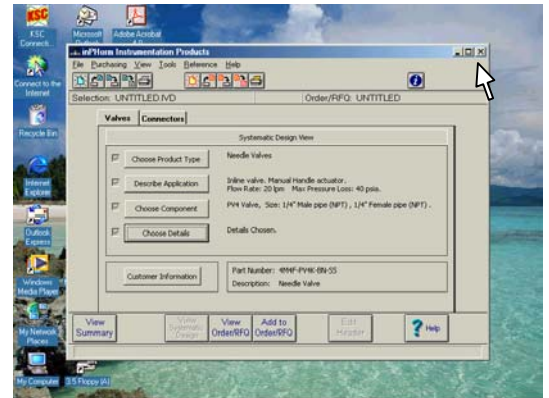 KSC
KSC
Connect...
Microsoft
Adobe Acrobat
Connect to the
Internet
Recycle Bin
Internet
Explorer
Outlook
Express
Windows
Media Player
My Network
Places
My Computer
3.5 Floppy (A)
inPHorm Instrumentation Products
File Purchasing View Tools Reference Help
Selection: UNTITLED.IVD
Order/RFQ: UNTITLED
Valves Connectors
Systematic Design View
Choose Product Type
Needle Valves
Describe Application
Inline valve. Manual Handle actuator.
Flow Rate: 20 lpm Max Pressure Loss: 40 psia.
Choose Component
PV4 Valve, Size: 1/4" Male pipe (NPT) , 1/4" Female pipe (NPT) .
Choose Details
Details Chosen.
Customer Information
Part Number: 4M4F-PV4K-BN-SS
Description: Needle Valve
View
Summary
View
Systematic
Design
View
Order/RFQ
Add to
Order/RFQ
Edit
Header
? Help